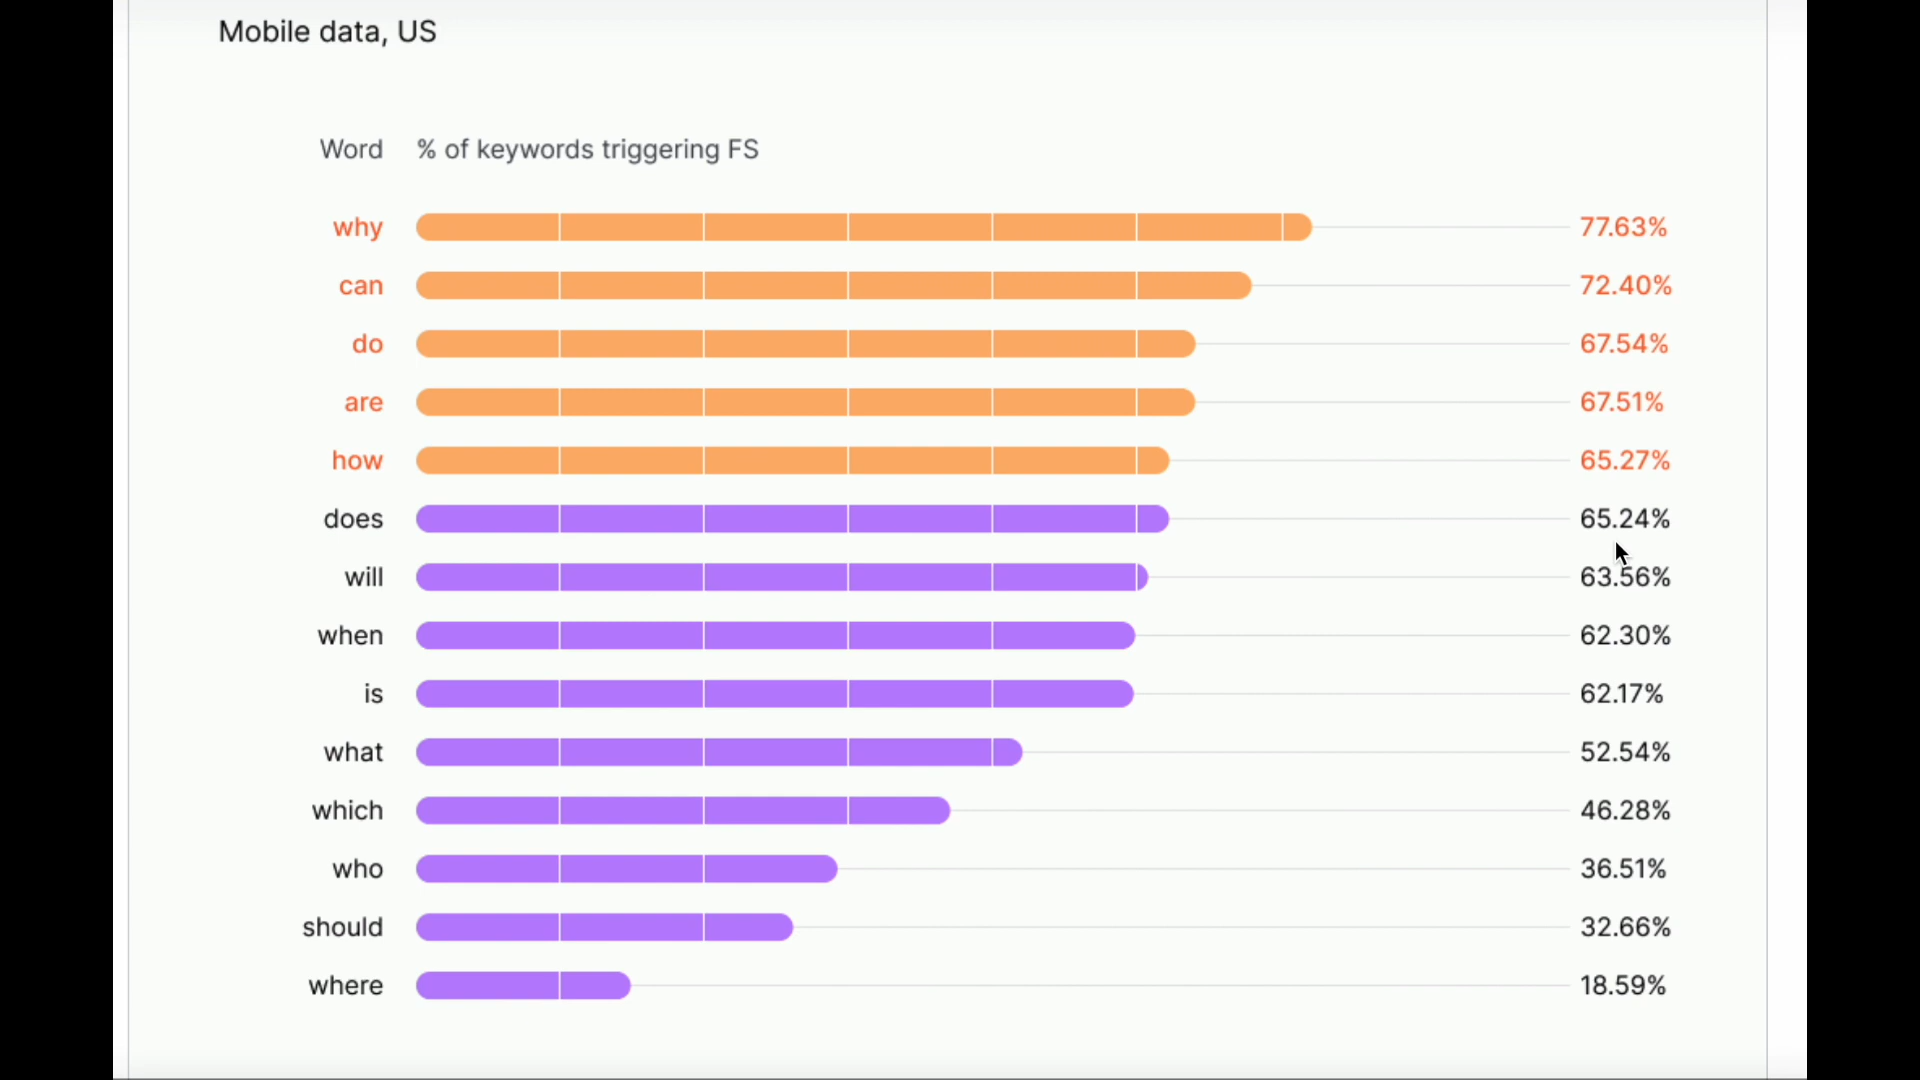 Mobile data, US
Word % of keywords triggering FS
why 77.63%
can 72.40%
do 67.54%
are 67.51%
how 65.27%
does 65.24%
will 63.56%
when 62.30%
is 62.17%
what 52.54%
which 46.28%
who 36.51%
should 32.66%
where 18.59%